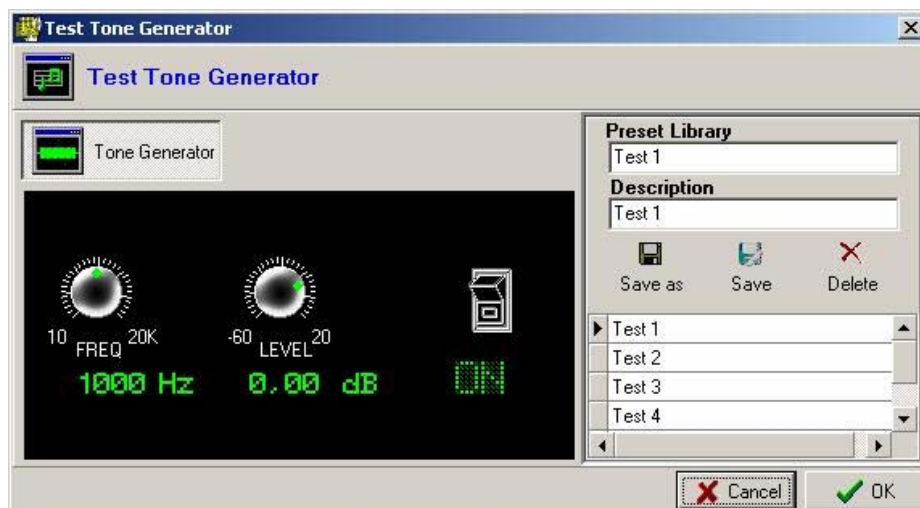 Test Tone Generator
Test Tone Generator
Tone Generator
10 FREQ 20K
-60 LEVEL 20
1000 Hz
0.00 dB
ON
Preset Library
Test 1
Description
Test 1
Save as
Save
Delete
Test 1
Test 2
Test 3
Test 4
Cancel
OK